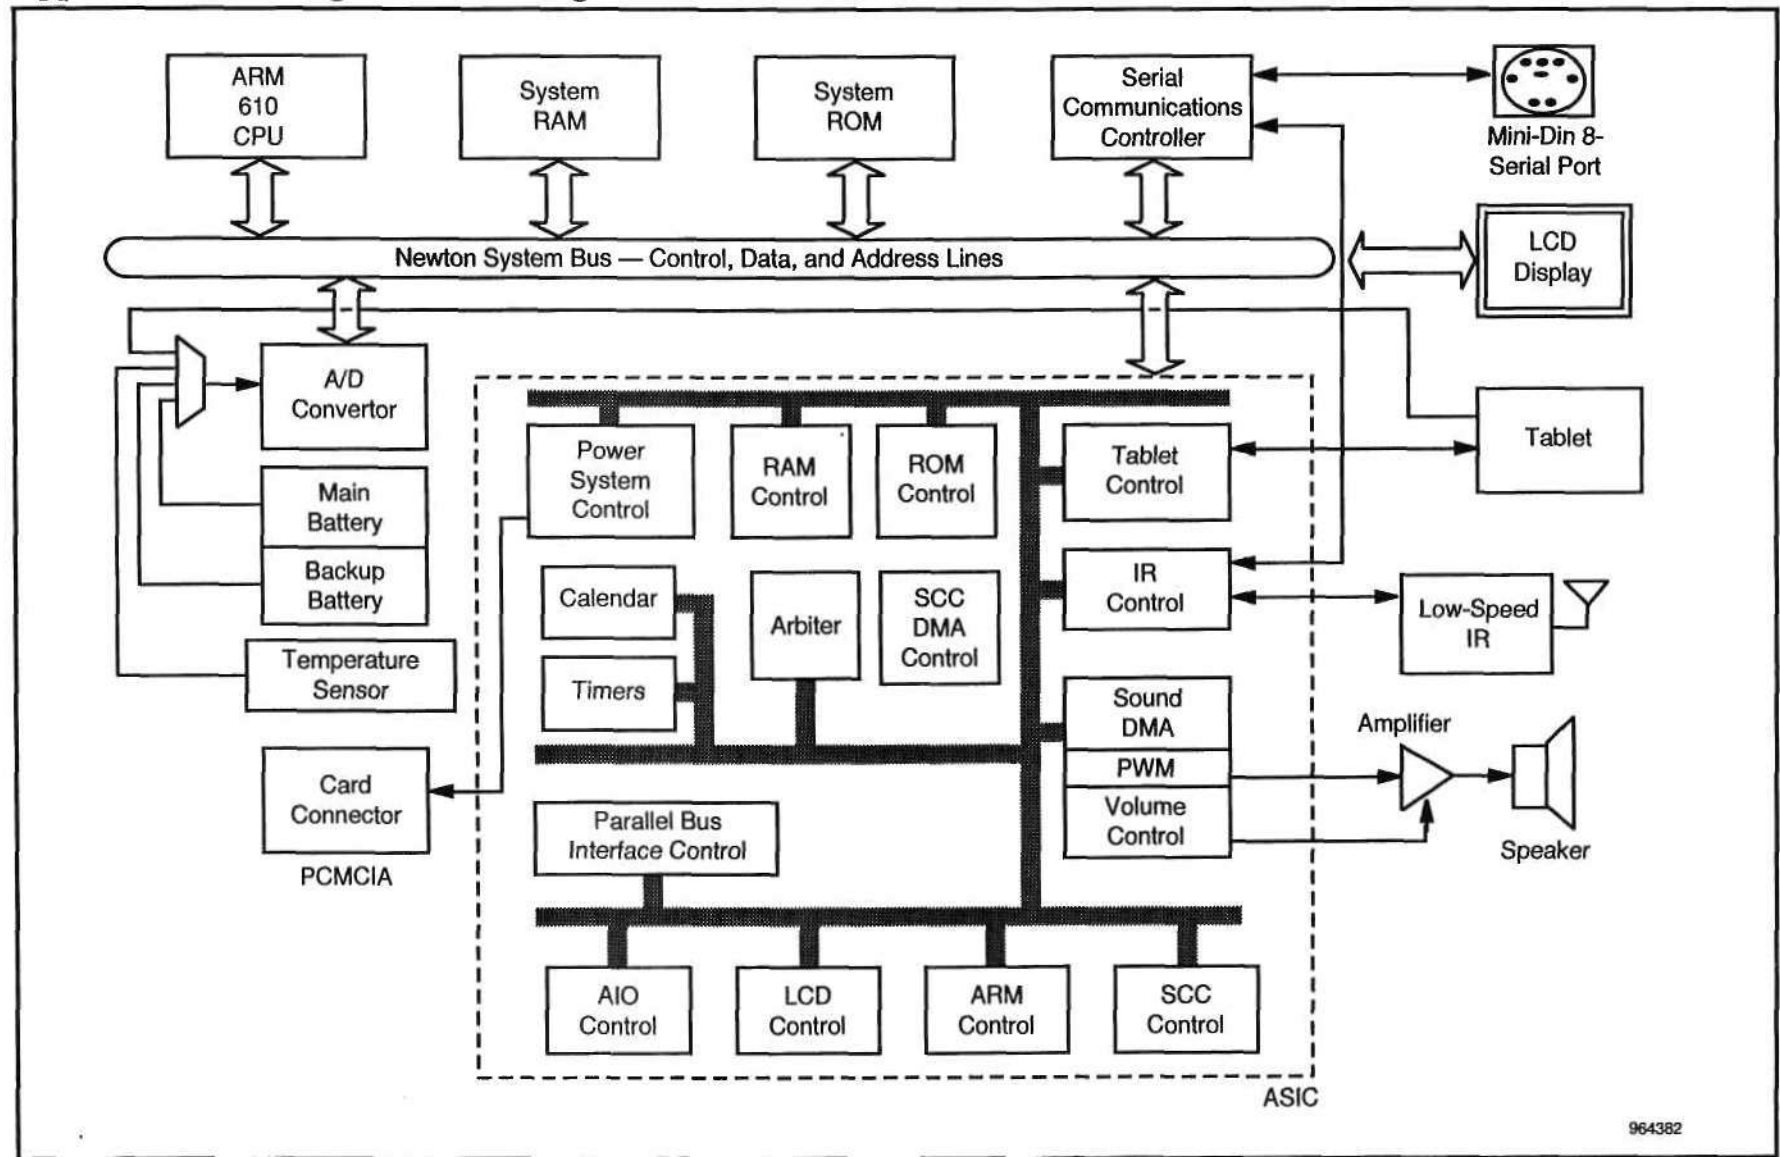 ARM
610
CPU
System
RAM
System
ROM
Serial
Communications
Controller
Mini-Din 8-
Serial Port
Newton System Bus — Control, Data, and Address Lines
LCD
Display
A/D
Convertor
Main
Battery
Backup
Battery
Temperature
Sensor
Card
Connector
PCMCIA
Power
System
Control
RAM
Control
ROM
Control
Tablet
Control
Tablet
Calendar
Timers
Arbiter
SCC
DMA
Control
IR
Control
Low-Speed
IR
Sound
DMA
PWM
Volume
Control
Amplifier
Speaker
Parallel Bus
Interface Control
AIO
Control
LCD
Control
ARM
Control
SCC
Control
ASIC
964382